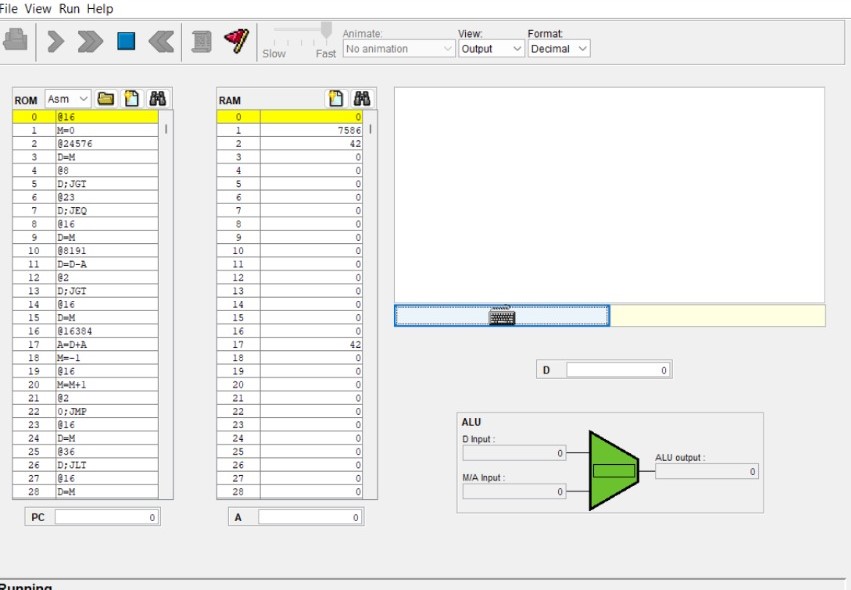 File View Run Help
Animate: View: Format:
Slow Fast No animation Output Decimal
ROM Asm RAM
0 @16 0 0
1 M=0 1 7586
2 @24576 2 42
3 D=M 3 0
4 @8 4 0
5 D;JGT 5 0
6 @23 6 0
7 D;JEQ 7 0
8 @16 8 0
9 D=M 9 0
10 @8191 10 0
11 D=D-A 11 0
12 @2 12 0
13 D;JGT 13 0
14 @16 14 0
15 D=M 15 0
16 @16384 16 0
17 A=D+A 17 42
18 M=-1 18 0
19 @16 19 0
20 M=M+1 20 0
21 @2 21 0
22 0;JMP 22 0
23 @16 23 0
24 D=M 24 0
25 @36 25 0
26 D;JLT 26 0
27 @16 27 0
28 D=M 28 0
PC 0 A 0
D 0
ALU
D Input :
0
ALU output :
0
M/A Input :
0
Running